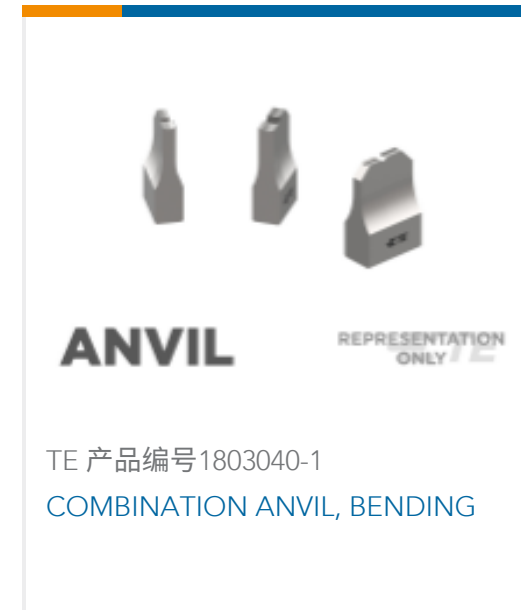 ANVIL
REPRESENTATION
ONLY
TE
TE 产品编号1803040-1
COMBINATION ANVIL, BENDING